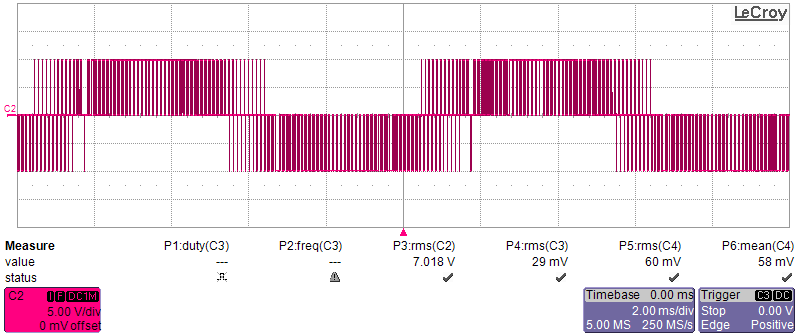 LeCroy
C2
Measure P1:duty(C3) P2:freq(C3) P3:rms(C2) P4:rms(C3) P5:rms(C4) P6:mean(C4)
value --- --- 7.018 V 29 mV 60 mV 58 mV
status
C2 I F DC1M
5.00 V/div
0 mV offset
Timebase 0.00 ms
2.00 ms/div
5.00 MS 250 MS/s
Trigger C3 DC
Stop 0.00 V
Edge Positive